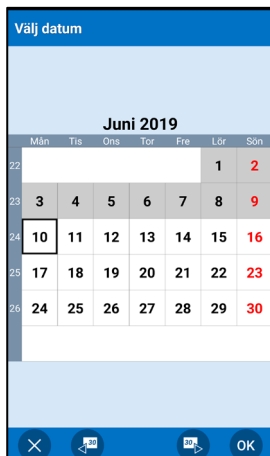 Välj datum
Juni 2019
Mån Tis Ons Tor Fre Lör Sön
22 1 2
23 3 4 5 6 7 8 9
24 10 11 12 13 14 15 16
25 17 18 19 20 21 22 23
26 24 25 26 27 28 29 30
30 30 OK